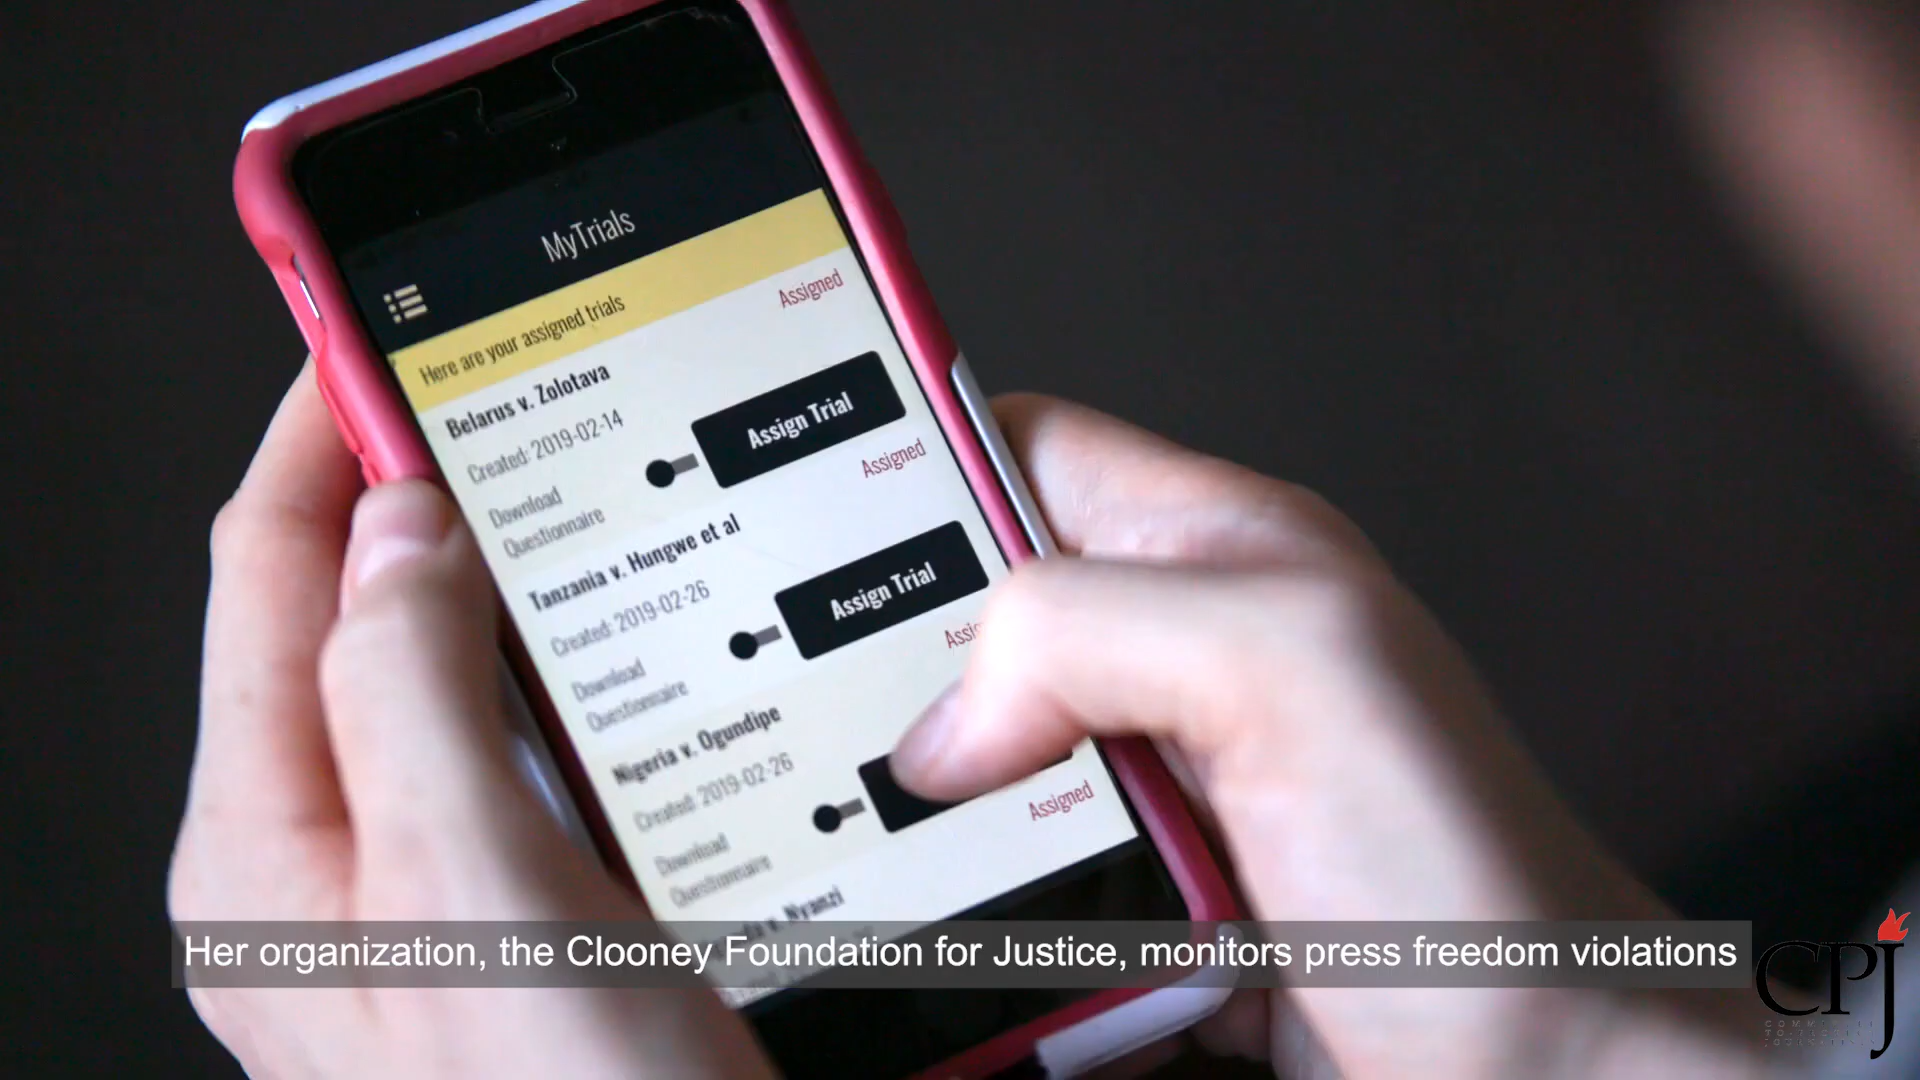 MyTrials
Here are your assigned trials
Assigned
Belarus v. Zolotava
Created: 2019-02-14
Assign Trial
Download
Questionnaire
Assigned
Tanzania v. Hungwe et al
Created: 2019-02-26
Assign Trial
Download
Questionnaire
Nigeria v. Ogundipe
Created: 2019-02-26
Download
Questionnaire
Assigned
v. Nyanzi
Her organization, the Clooney Foundation for Justice, monitors press freedom violations
CPJ